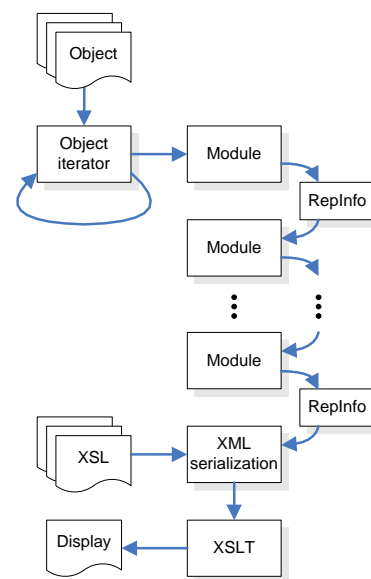 Object
Object
iterator
Module
RepInfo
Module
Module
RepInfo
XSL
XML
serialization
Display
XSLT